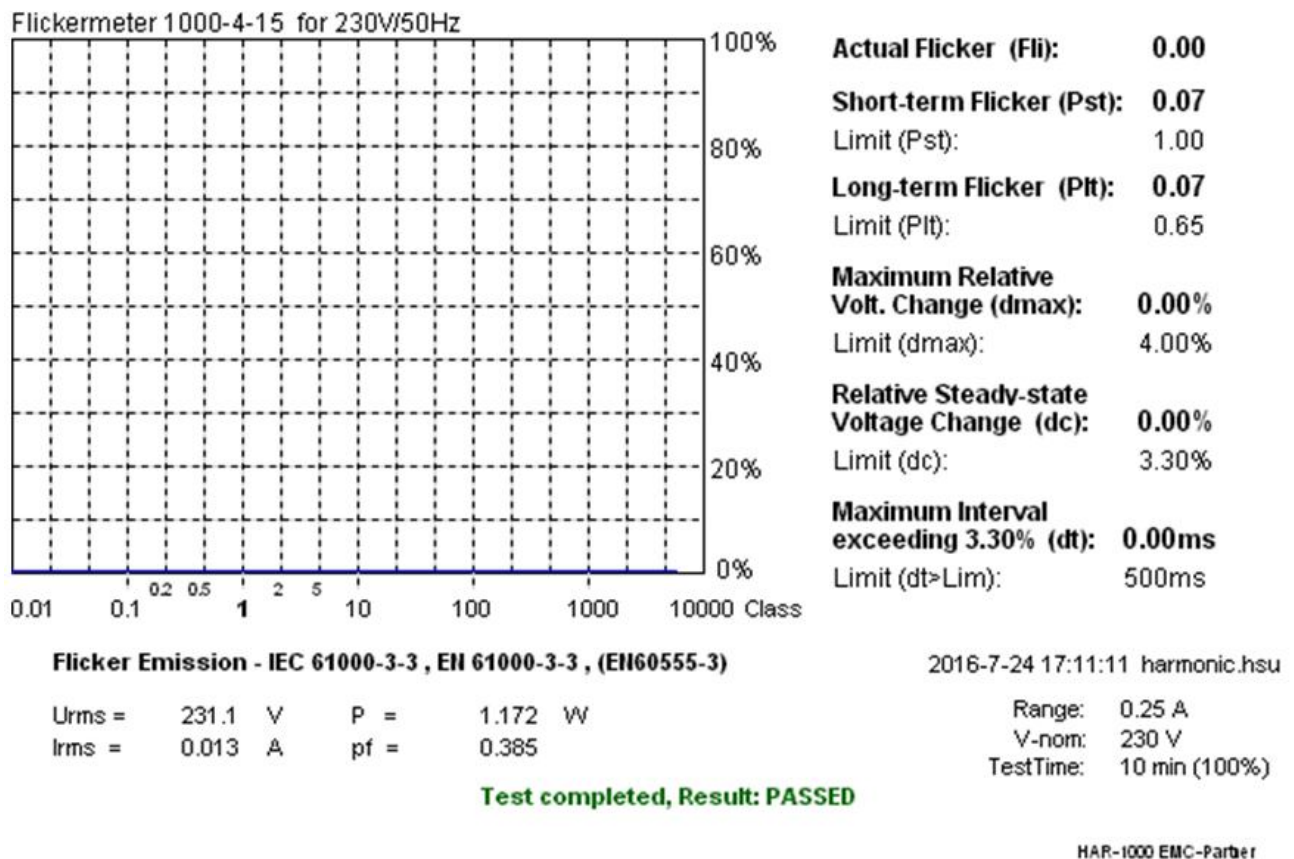 Flickermeter 1000-4-15 for 230V/50Hz
100%
80%
60%
40%
20%
0%
0.2 0.5 2 5
0.01 0.1 1 10 100 1000 10000 Class
Actual Flicker (Fli): 0.00
Short-term Flicker (Pst): 0.07
Limit (Pst): 1.00
Long-term Flicker (Plt): 0.07
Limit (Plt): 0.65
Maximum Relative
Volt. Change (dmax): 0.00%
Limit (dmax): 4.00%
Relative Steady-state
Voltage Change (dc): 0.00%
Limit (dc): 3.30%
Maximum Interval
exceeding 3.30% (dt): 0.00ms
Limit (dt>Lim): 500ms
Flicker Emission - IEC 61000-3-3 , EN 61000-3-3 , (EN60555-3)
2016-7-24 17:11:11 harmonic.hsu
Urms = 231.1 V P = 1.172 W
Irms = 0.013 A pf = 0.385
Range: 0.25 A
V-nom: 230 V
TestTime: 10 min (100%)
Test completed, Result: PASSED
HAR-1000 EMC-Partner